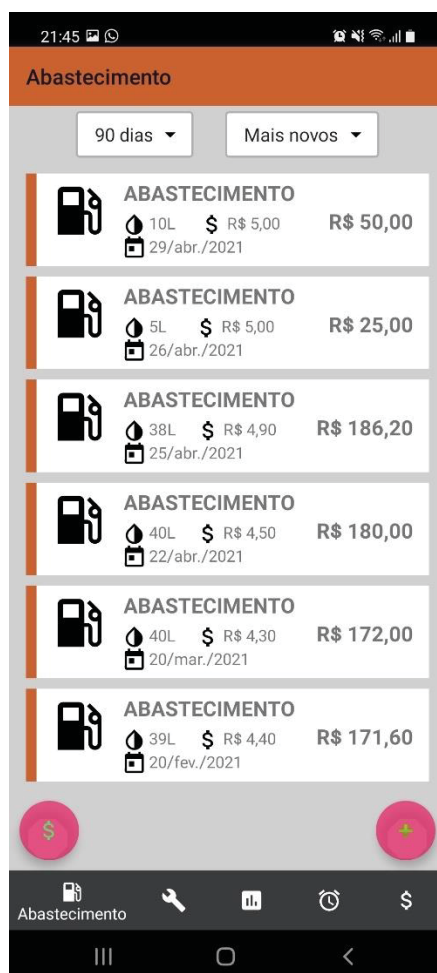 21:45
Abastecimento
90 dias
Mais novos
ABASTECIMENTO
10L $ R$ 5,00 R$ 50,00
29/abr./2021
ABASTECIMENTO
5L $ R$ 5,00 R$ 25,00
26/abr./2021
ABASTECIMENTO
38L $ R$ 4,90 R$ 186,20
25/abr./2021
ABASTECIMENTO
40L $ R$ 4,50 R$ 180,00
22/abr./2021
ABASTECIMENTO
40L $ R$ 4,30 R$ 172,00
20/mar./2021
ABASTECIMENTO
39L $ R$ 4,40 R$ 171,60
20/fev./2021
$ +
Abastecimento $